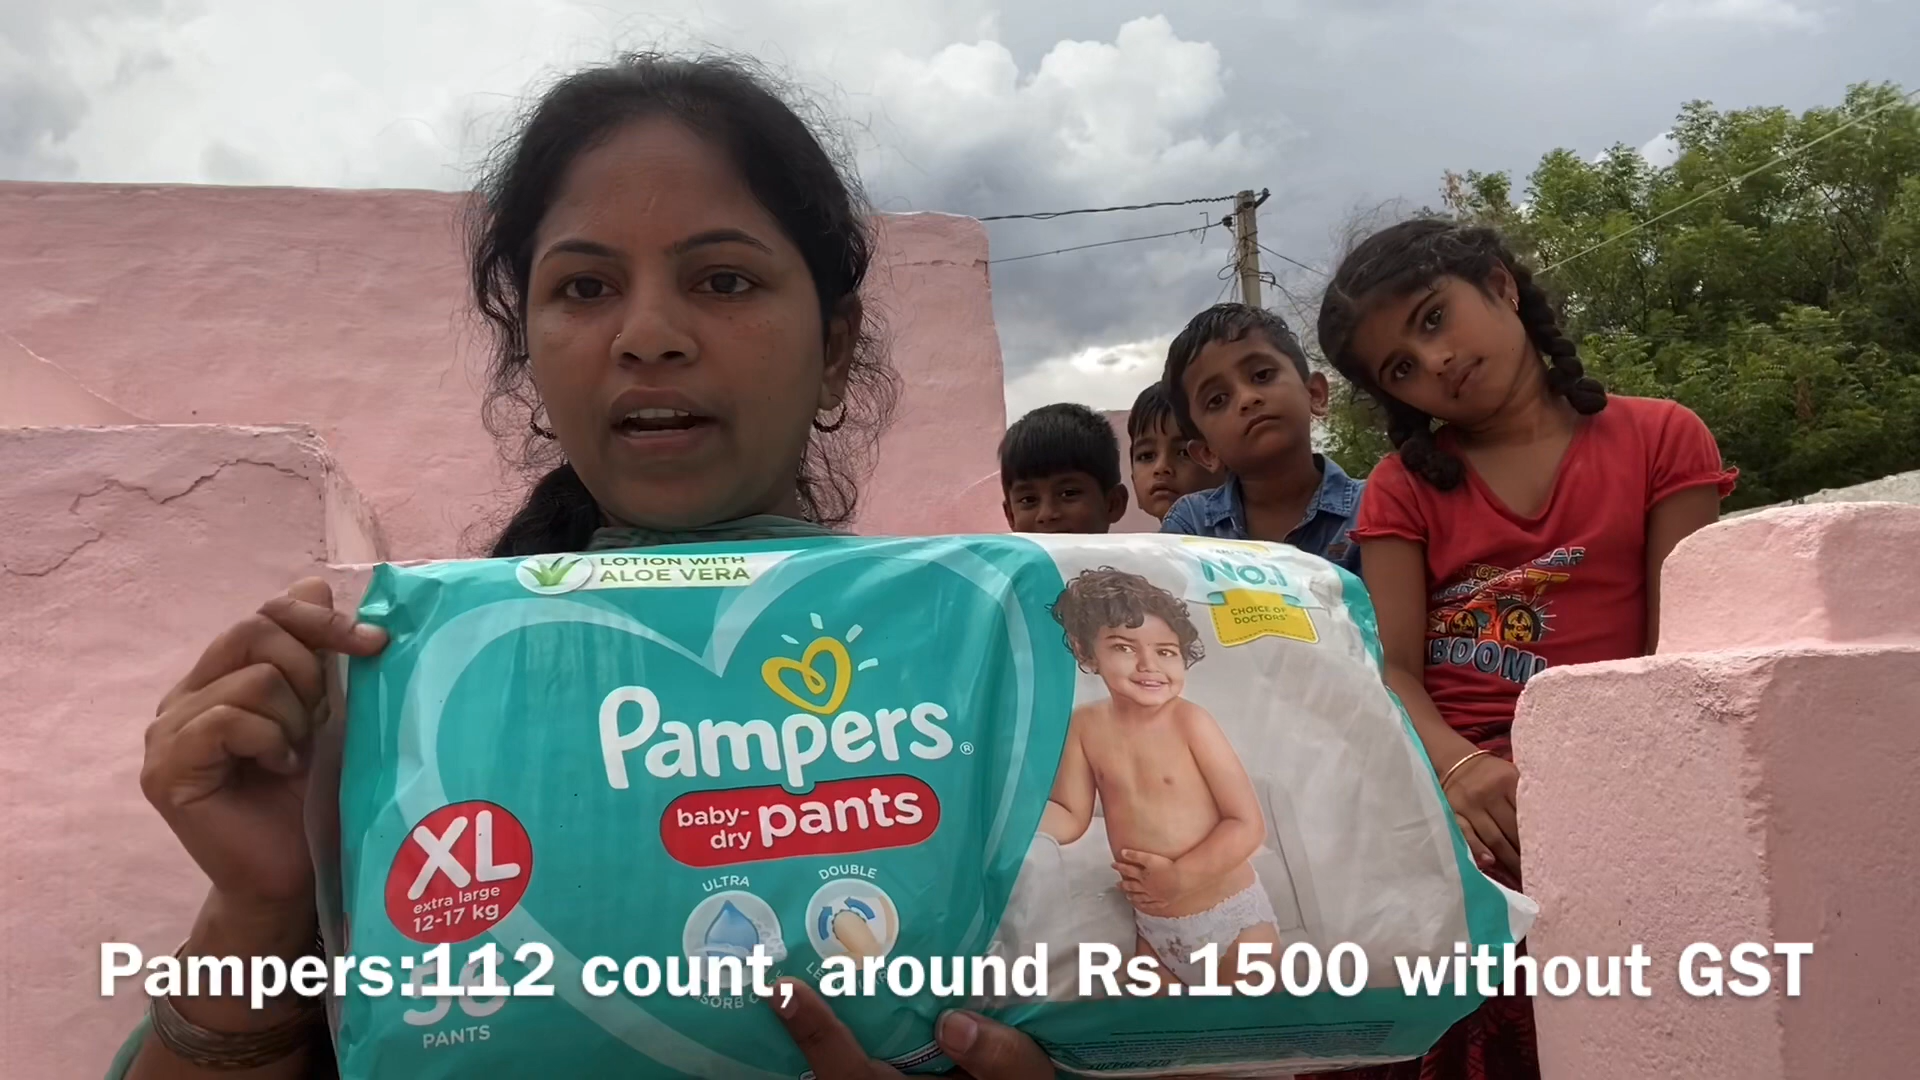 LOTION WITH
ALOE VERA
No.1
CHOICE OF
DOCTORS*
Pampers®
baby-
dry pants
XL
extra large
12-17 kg
ULTRA
DOUBLE
56
PANTS
BOOM!
Pampers:112 count, around Rs.1500 without GST